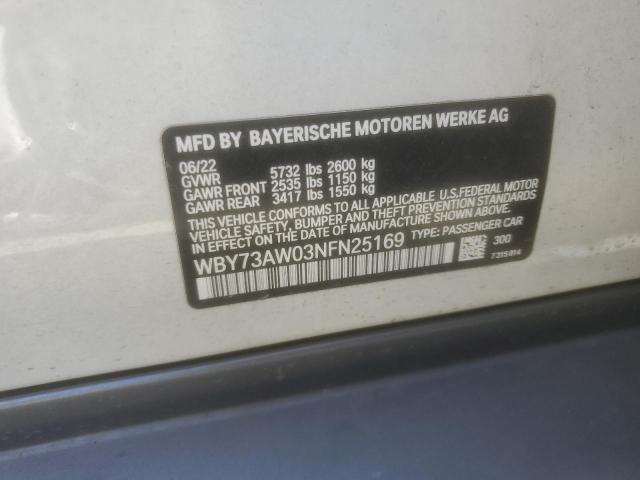 MFD BY BAYERISCHE MOTOREN WERKE AG
06/22
GVWR 5732 lbs 2600 kg
GAWR FRONT 2535 lbs 1150 kg
GAWR REAR 3417 lbs 1550 kg
THIS VEHICLE CONFORMS TO ALL APPLICABLE U.S.FEDERAL MOTOR
VEHICLE SAFETY, BUMPER AND THEFT PREVENTION STANDARDS
IN EFFECT ON THE DATE OF MANUFACTURE SHOWN ABOVE.
WBY73AW03NFN25169 TYPE: PASSENGER CAR
300
7315014